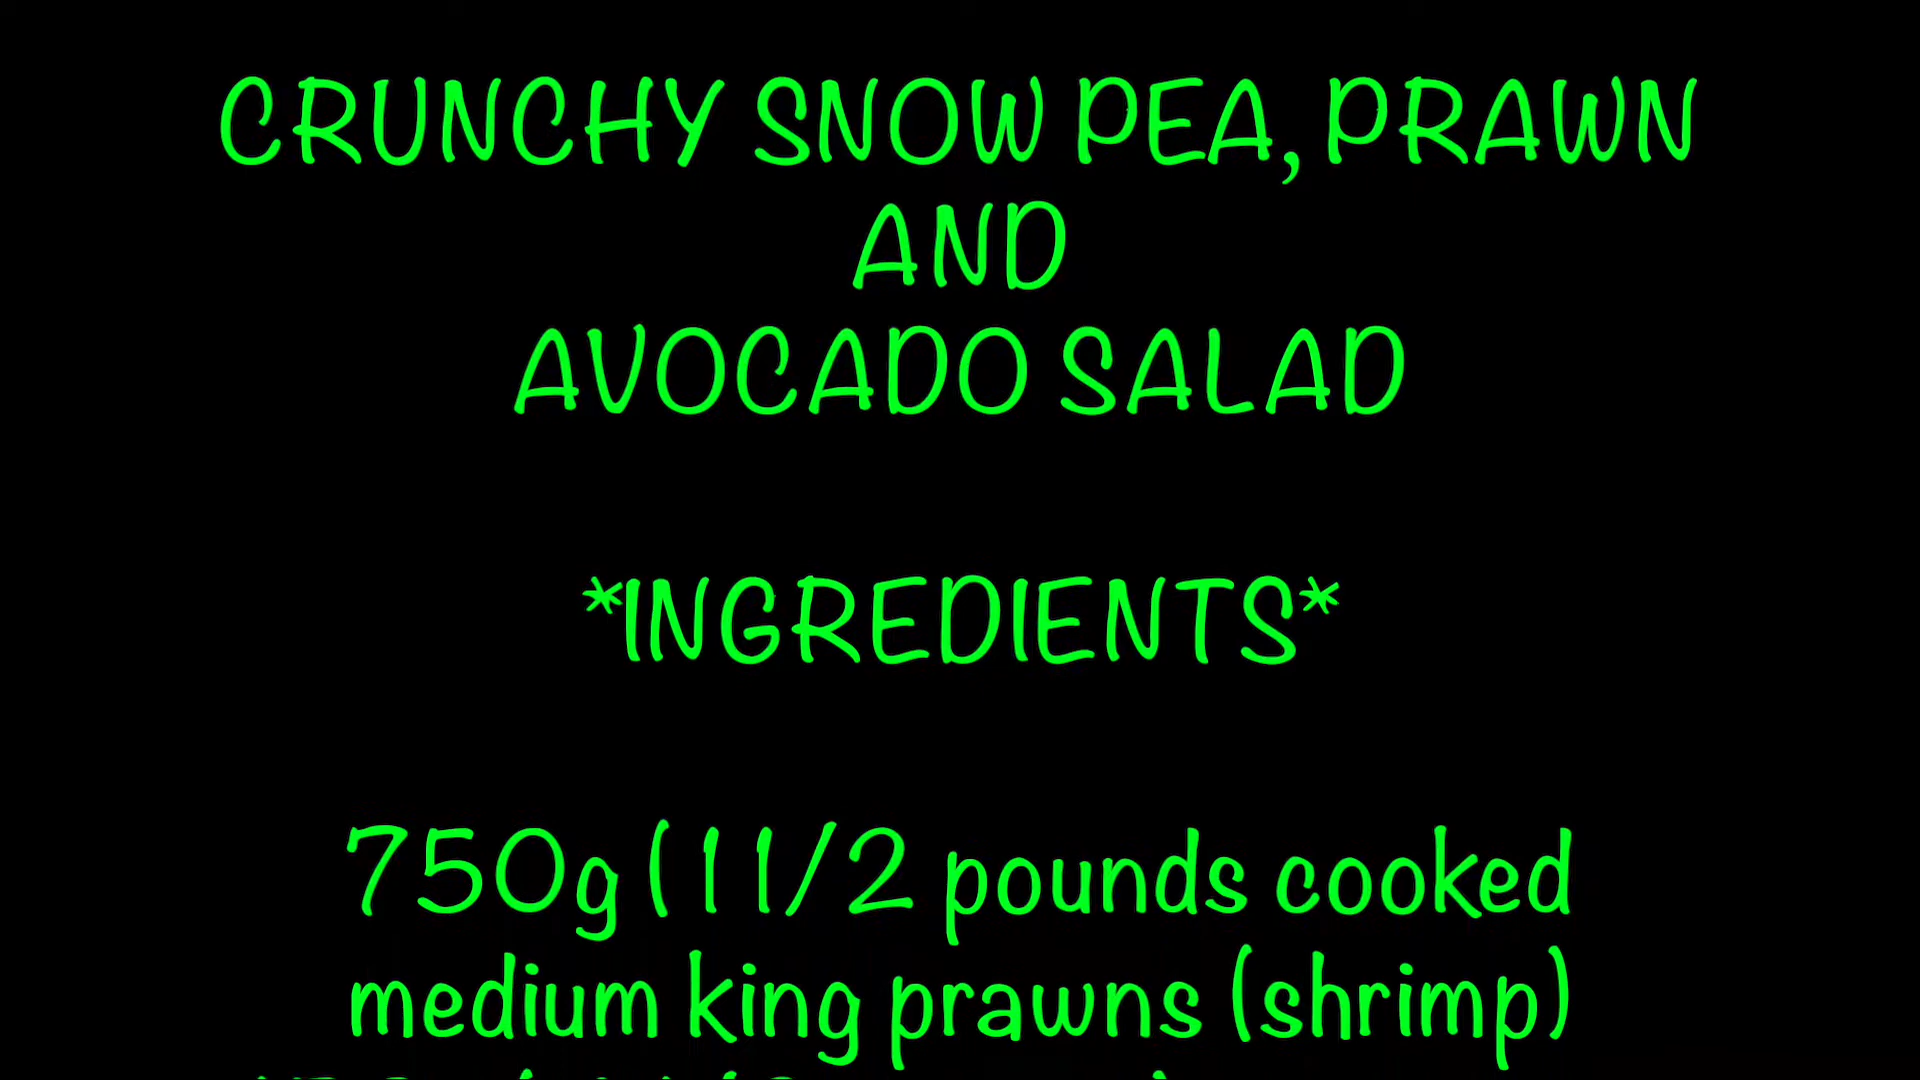 CRUNCHY SNOW PEA, PRAWN
AND
AVOCADO SALAD
*INGREDIENTS*
750g ( 1 1/2 pounds cooked
medium king prawns (shrimp)